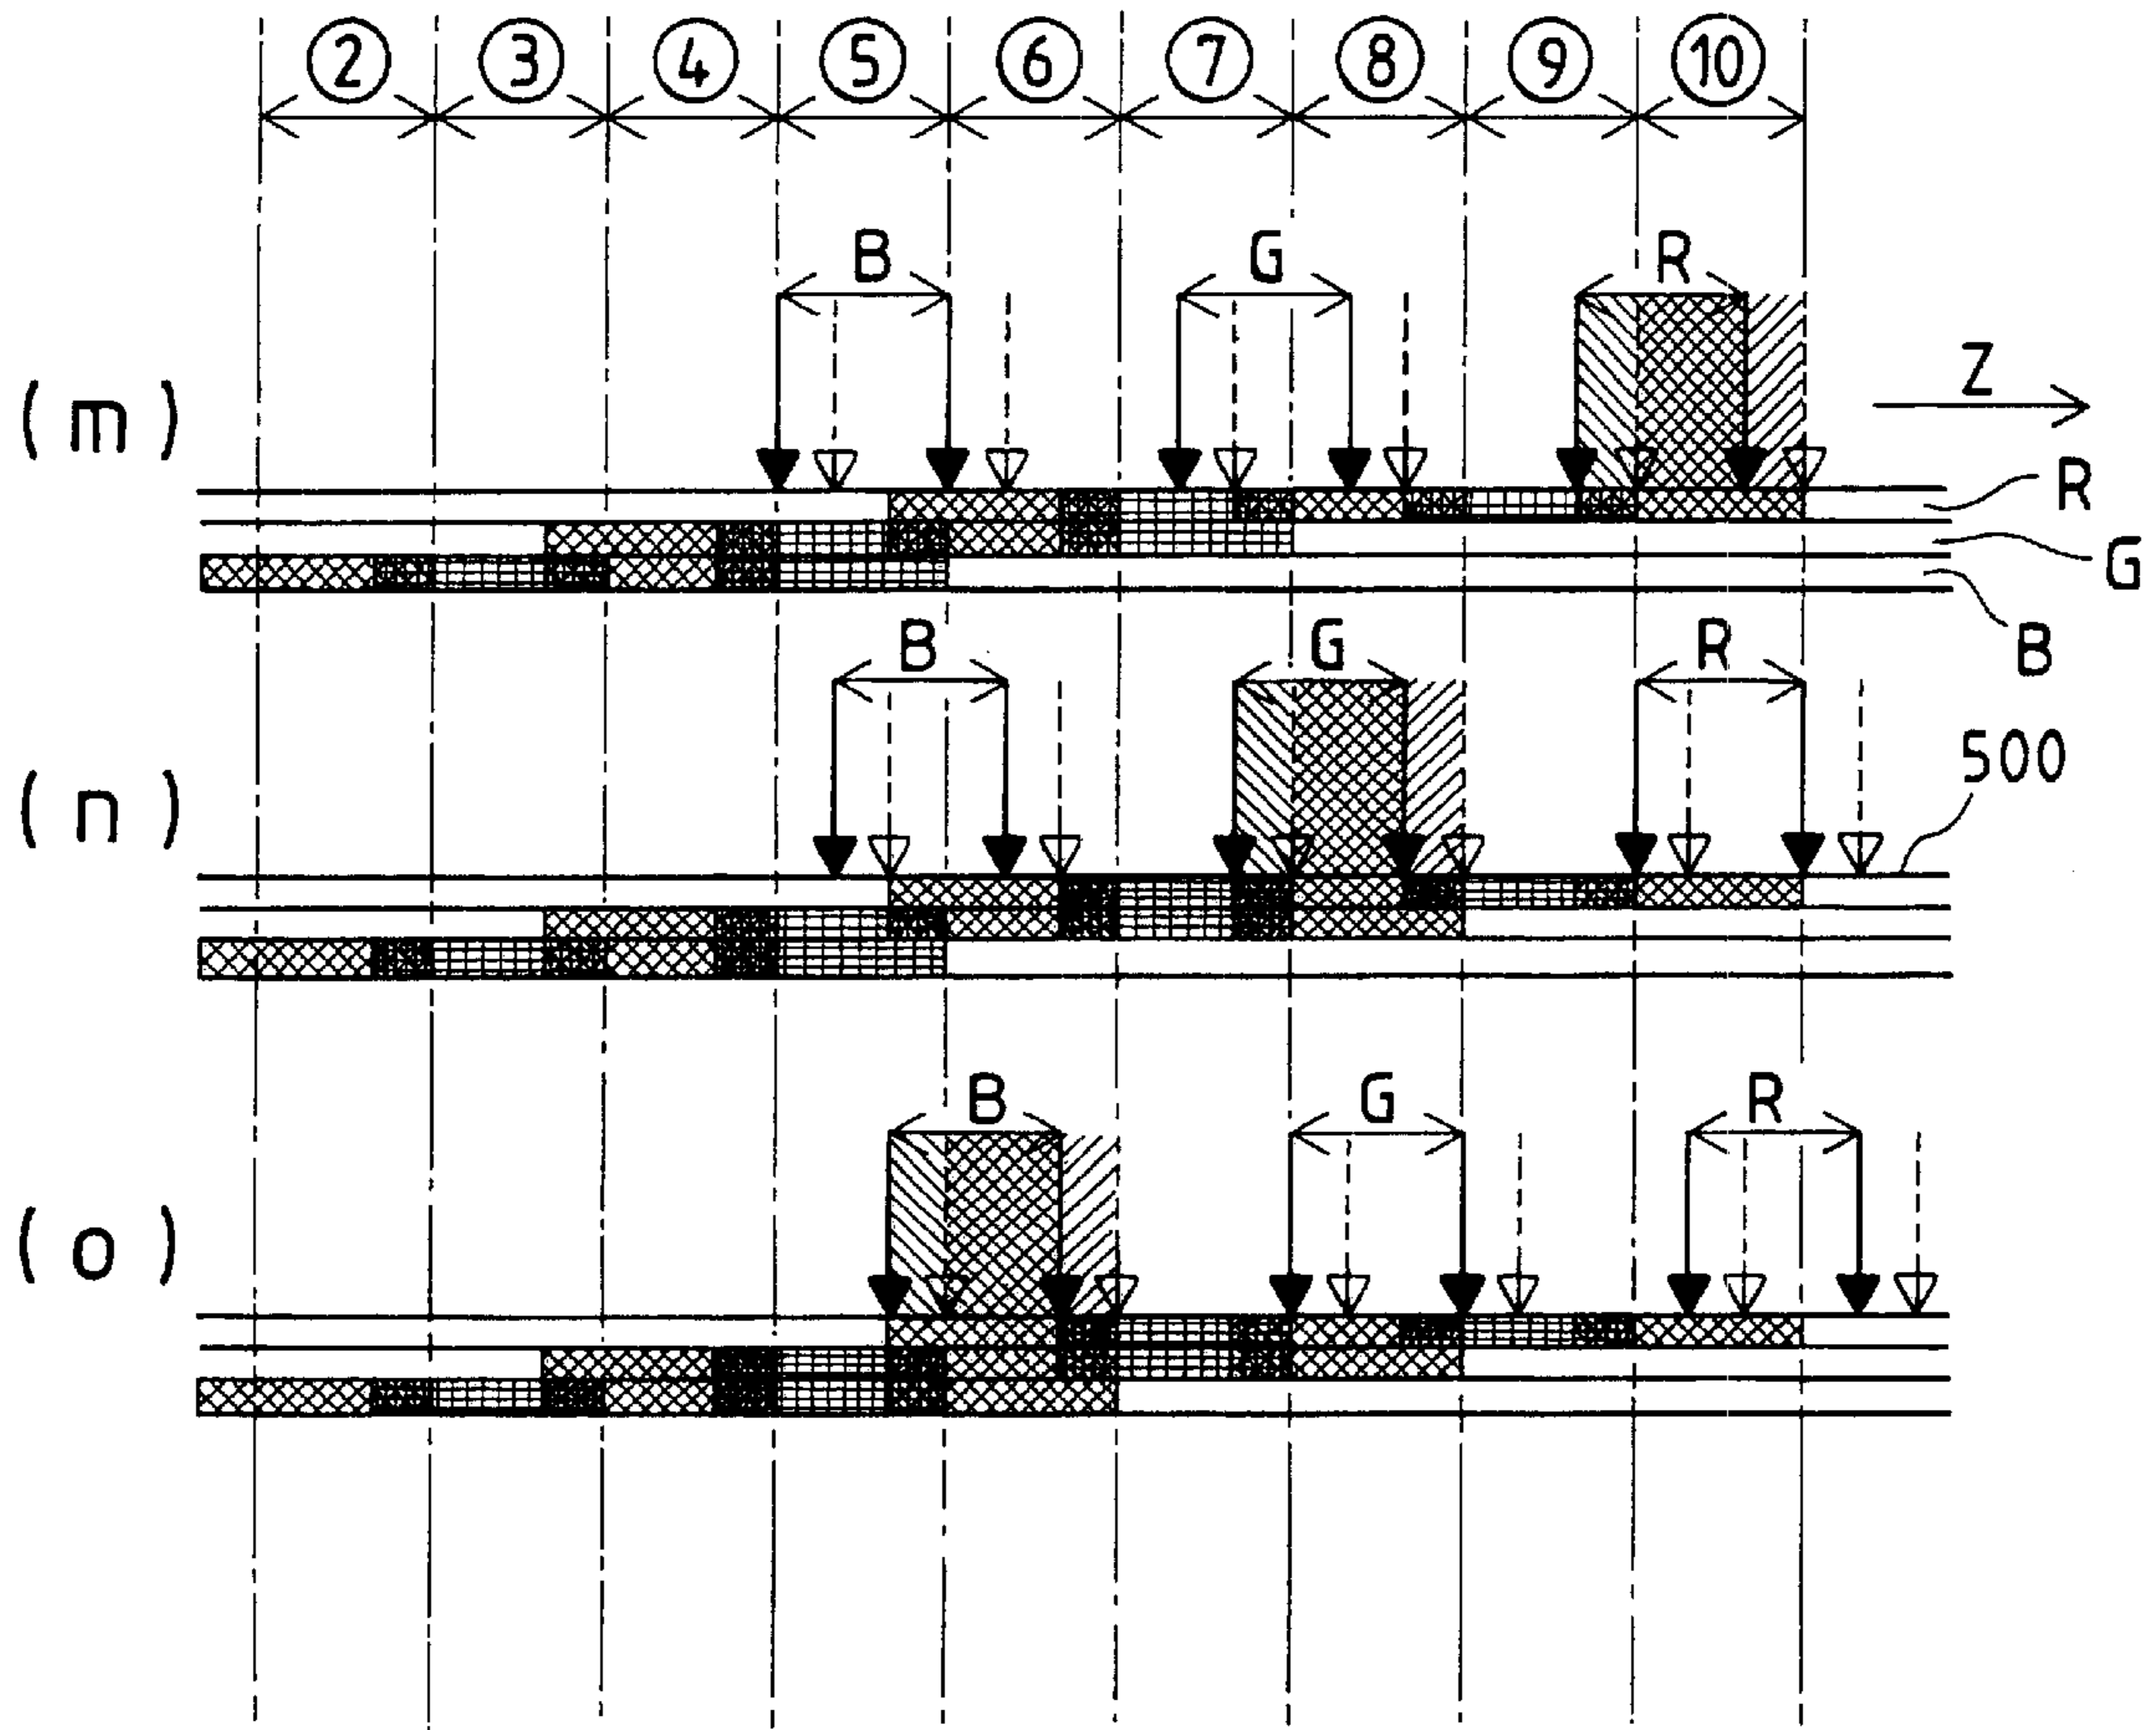 ② ③ ④ ⑤ ⑥ ⑦ ⑧ ⑨ ⑩
B G R
(m)
Z
R
G
B
B G R
(n)
500
B G R
(o)